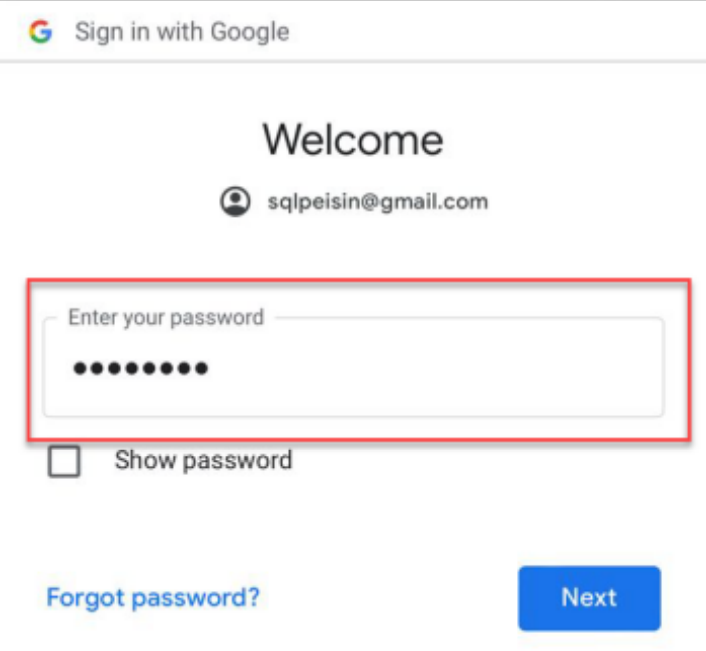 Sign in with Google
Welcome
sqlpeisin@gmail.com
Enter your password
••••••••
Show password
Forgot password?
Next